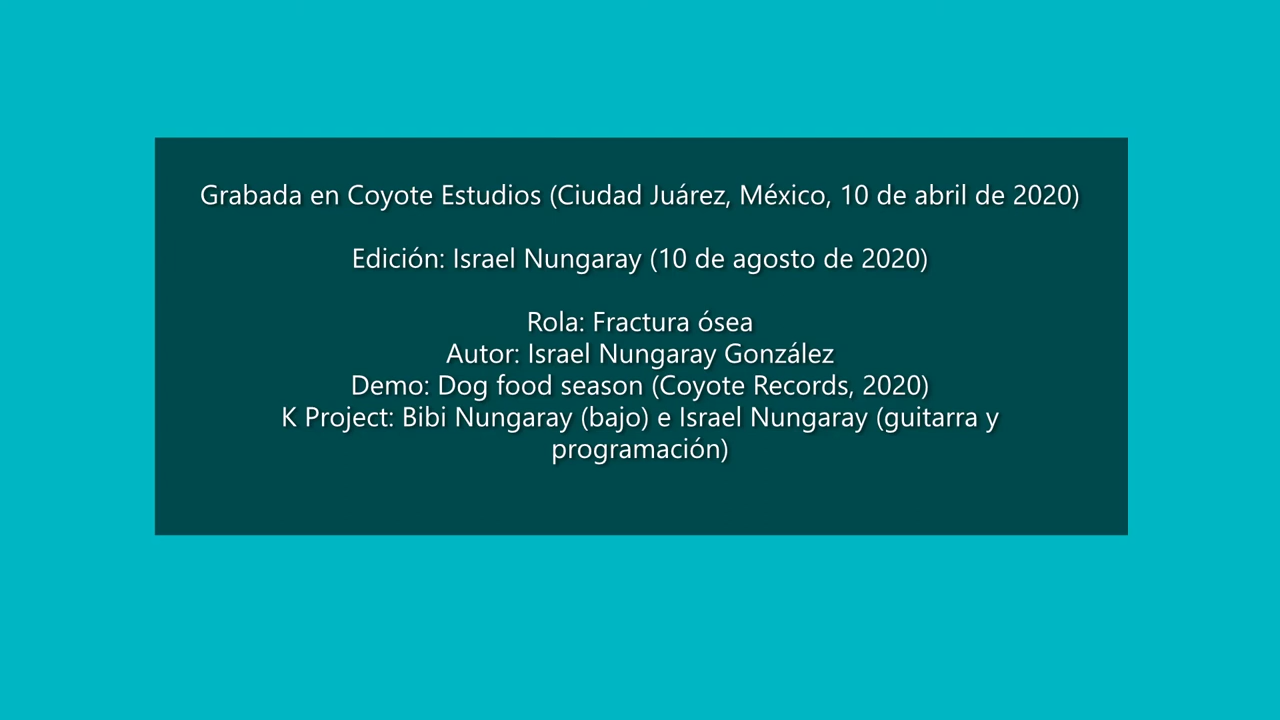 Grabada en Coyote Estudios (Ciudad Juárez, México, 10 de abril de 2020)
Edición: Israel Nungaray (10 de agosto de 2020)
Rola: Fractura ósea
Autor: Israel Nungaray González
Demo: Dog food season (Coyote Records, 2020)
K Project: Bibi Nungaray (bajo) e Israel Nungaray (guitarra y
programación)